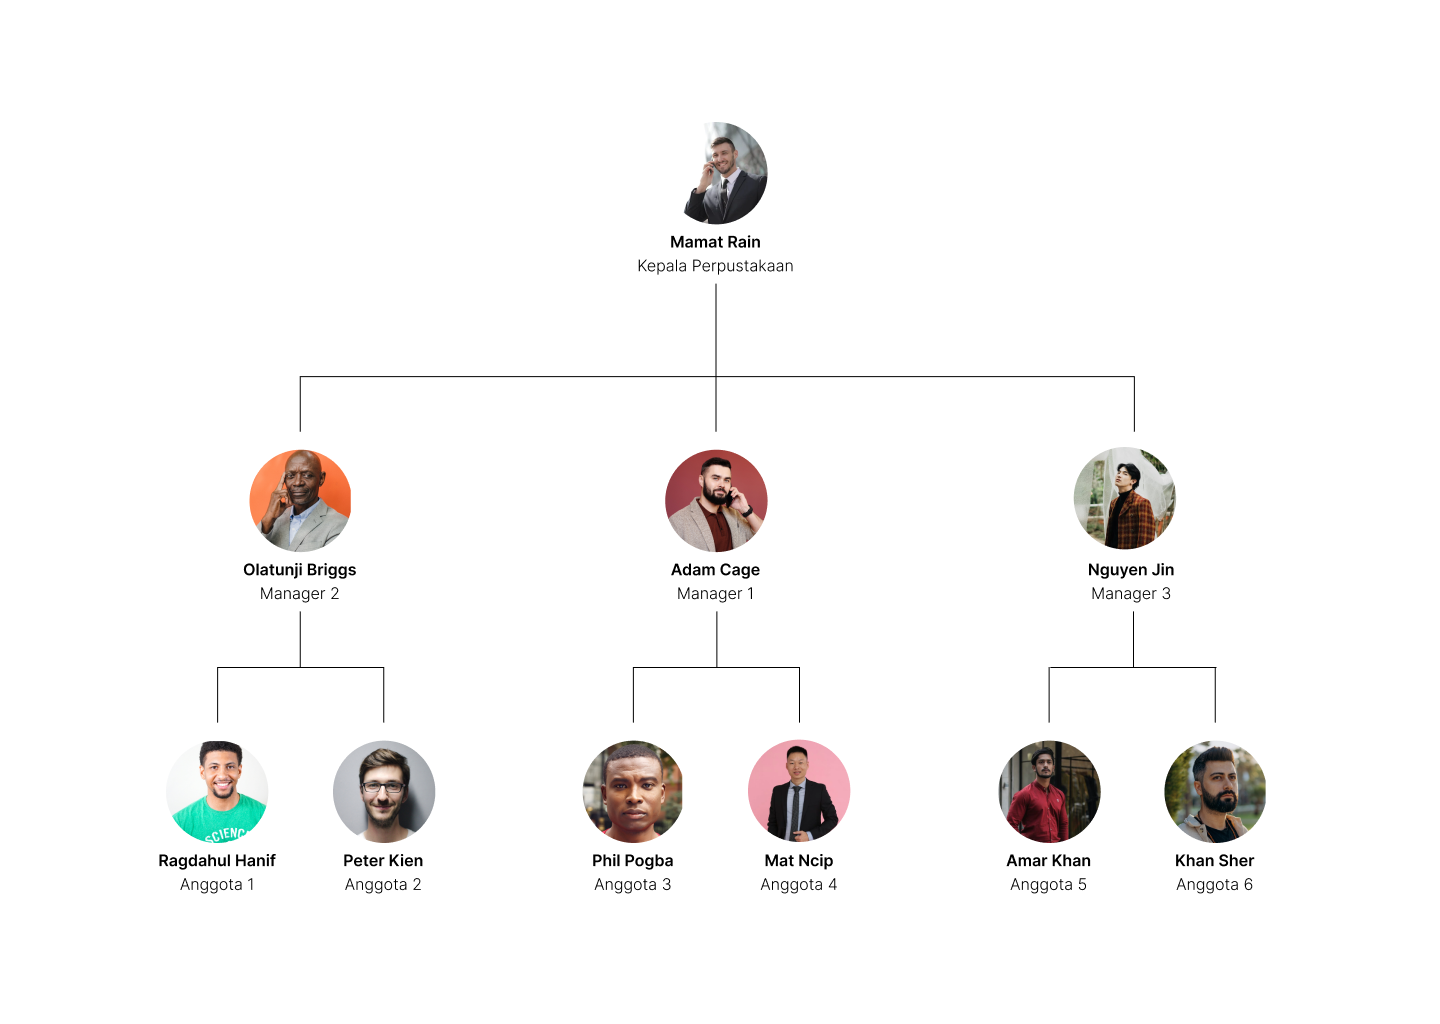 Mamat Rain
Kepala Perpustakaan
Olatunji Briggs
Manager 2
Adam Cage
Manager 1
Nguyen Jin
Manager 3
SCIENC
Ragdahul Hanif
Anggota 1
Peter Kien
Anggota 2
Phil Pogba
Anggota 3
Mat Ncip
Anggota 4
Amar Khan
Anggota 5
Khan Sher
Anggota 6